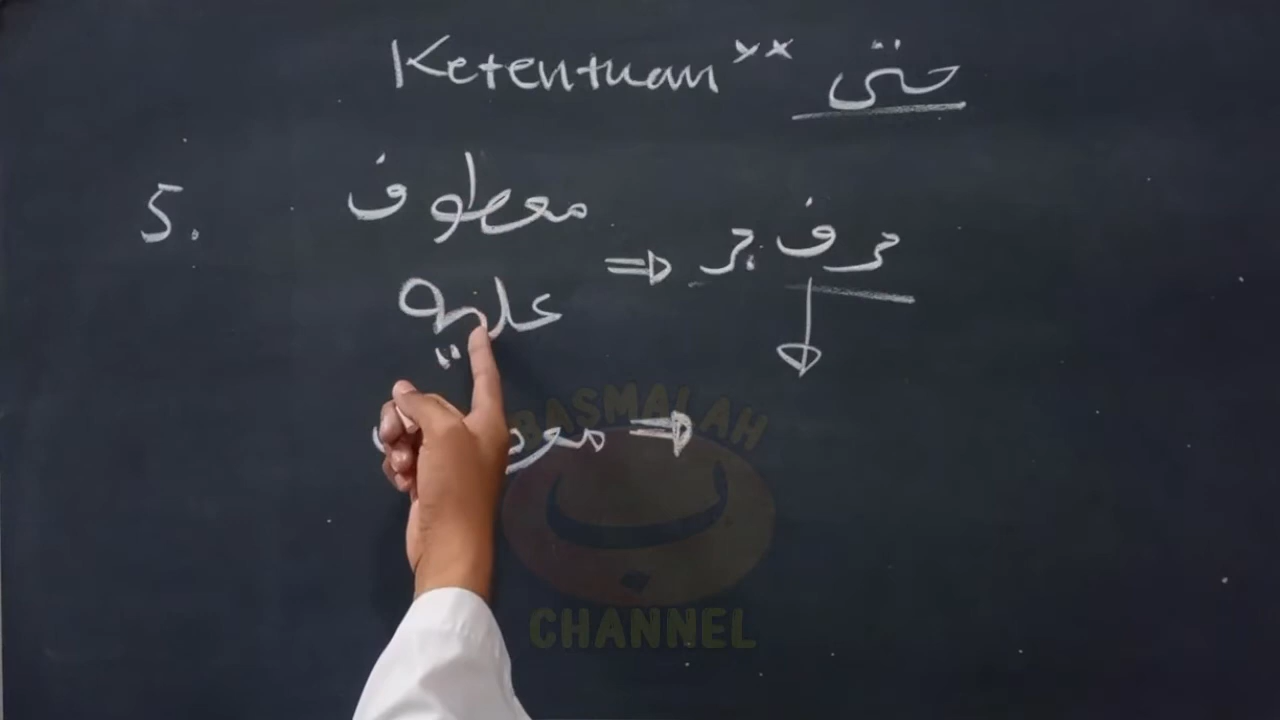 Ketentuan" حتى
5.
معطوف
عليه
⇒ حرف جر
⇒
BASMALAH
ب
CHANNEL